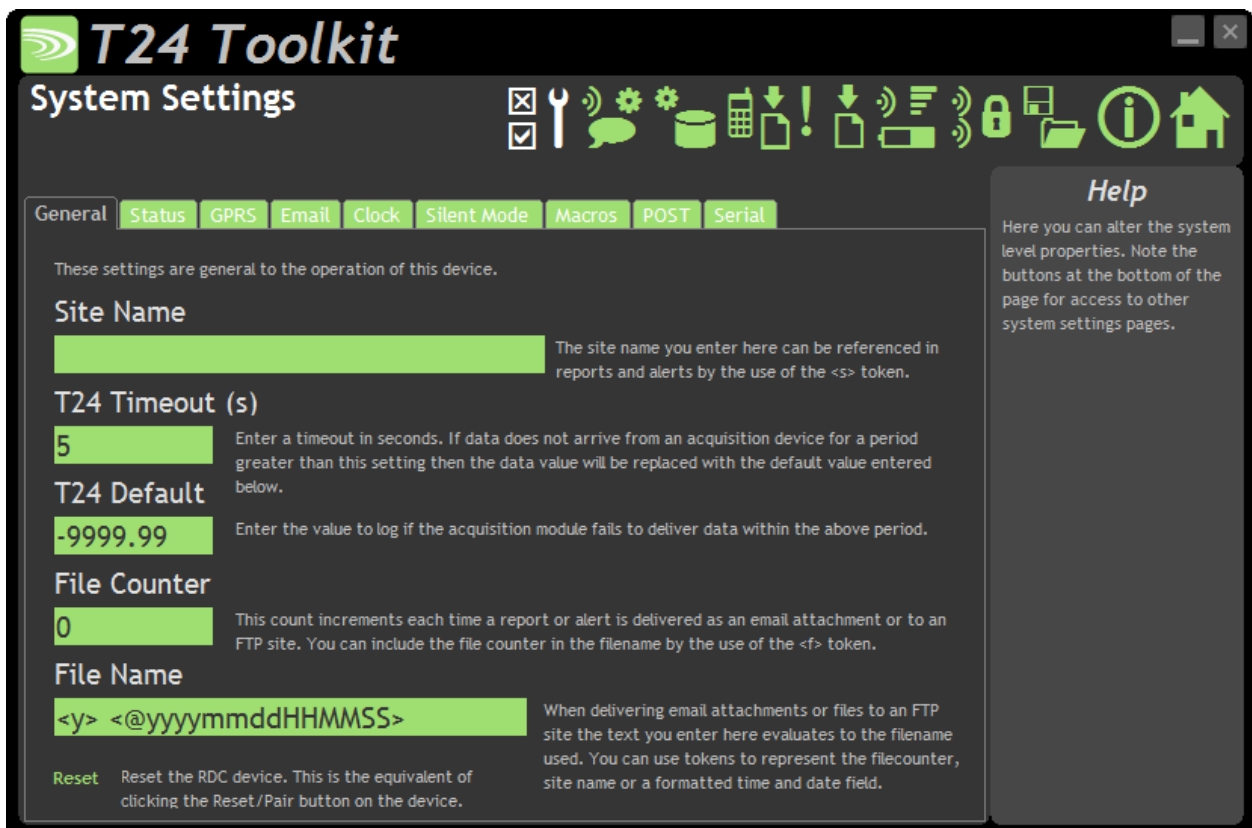 T24 Toolkit
System Settings
General Status GPRS Email Clock Silent Mode Macros POST Serial
These settings are general to the operation of this device.
Site Name
The site name you enter here can be referenced in
reports and alerts by the use of the <s> token.
T24 Timeout (s)
5
Enter a timeout in seconds. If data does not arrive from an acquisition device for a period
greater than this setting then the data value will be replaced with the default value entered
below.
T24 Default
-9999.99
Enter the value to log if the acquisition module fails to deliver data within the above period.
File Counter
0
This count increments each time a report or alert is delivered as an email attachment or to an
FTP site. You can include the file counter in the filename by the use of the <f> token.
File Name
<y> <@yyyymmddHHMMSS>
When delivering email attachments or files to an FTP
site the text you enter here evaluates to the filename
used. You can use tokens to represent the filecounter,
site name or a formatted time and date field.
Reset
Reset the RDC device. This is the equivalent of
clicking the Reset/Pair button on the device.
Help
Here you can alter the system
level properties. Note the
buttons at the bottom of the
page for access to other
system settings pages.